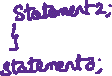 Statement2;
}
}
statement3;